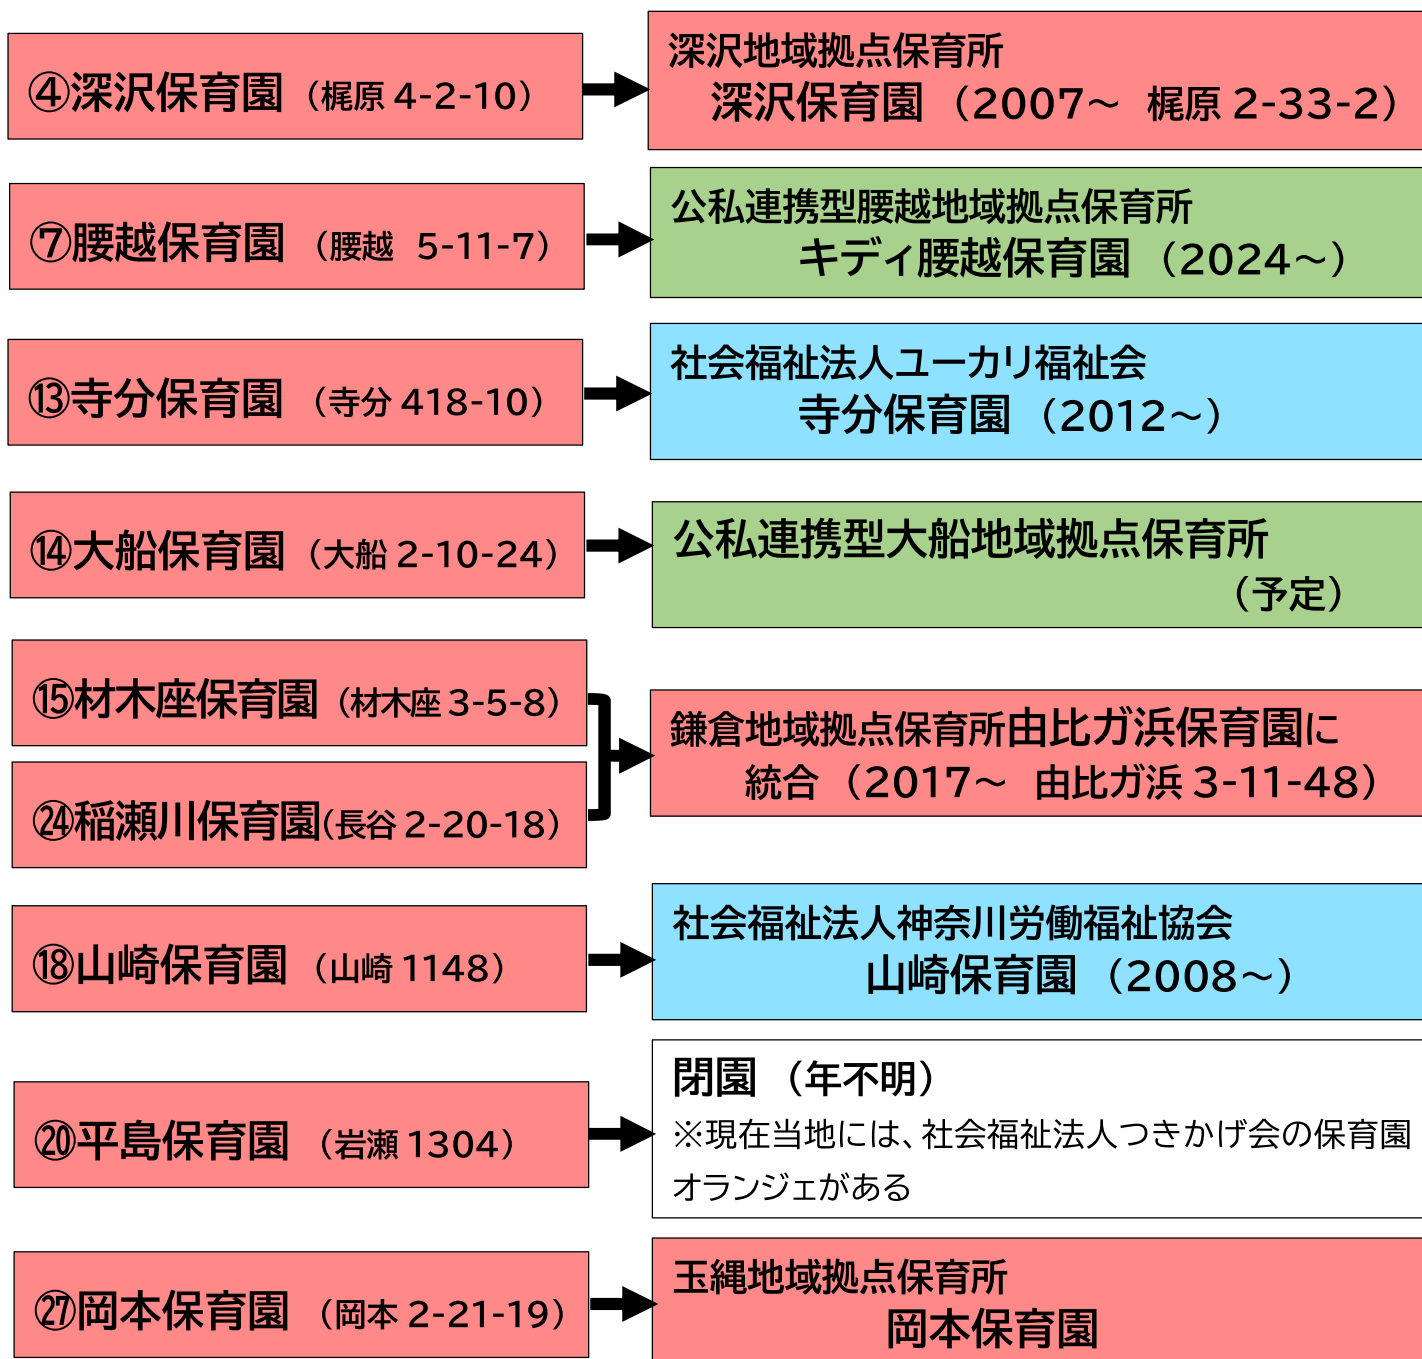 ④深沢保育園 （梶原 4-2-10）
深沢地域拠点保育所
深沢保育園 （2007～ 梶原 2-33-2）
⑦腰越保育園 （腰越 5-11-7）
公私連携型腰越地域拠点保育所
キディ腰越保育園 （2024～）
⑬寺分保育園 （寺分 418-10）
社会福祉法人ユーカリ福祉会
寺分保育園 （2012～）
⑭大船保育園 （大船 2-10-24）
公私連携型大船地域拠点保育所
（予定）
⑮材木座保育園 （材木座 3-5-8）
㉔稲瀬川保育園（長谷 2-20-18）
鎌倉地域拠点保育所由比ガ浜保育園に
統合 （2017～ 由比ガ浜 3-11-48）
⑱山崎保育園 （山崎 1148）
社会福祉法人神奈川労働福祉協会
山崎保育園 （2008～）
⑳平島保育園 （岩瀬 1304）
閉園 （年不明）
※現在当地には、社会福祉法人つきかげ会の保育園
オランジェがある
㉗岡本保育園 （岡本 2-21-19）
玉縄地域拠点保育所
岡本保育園